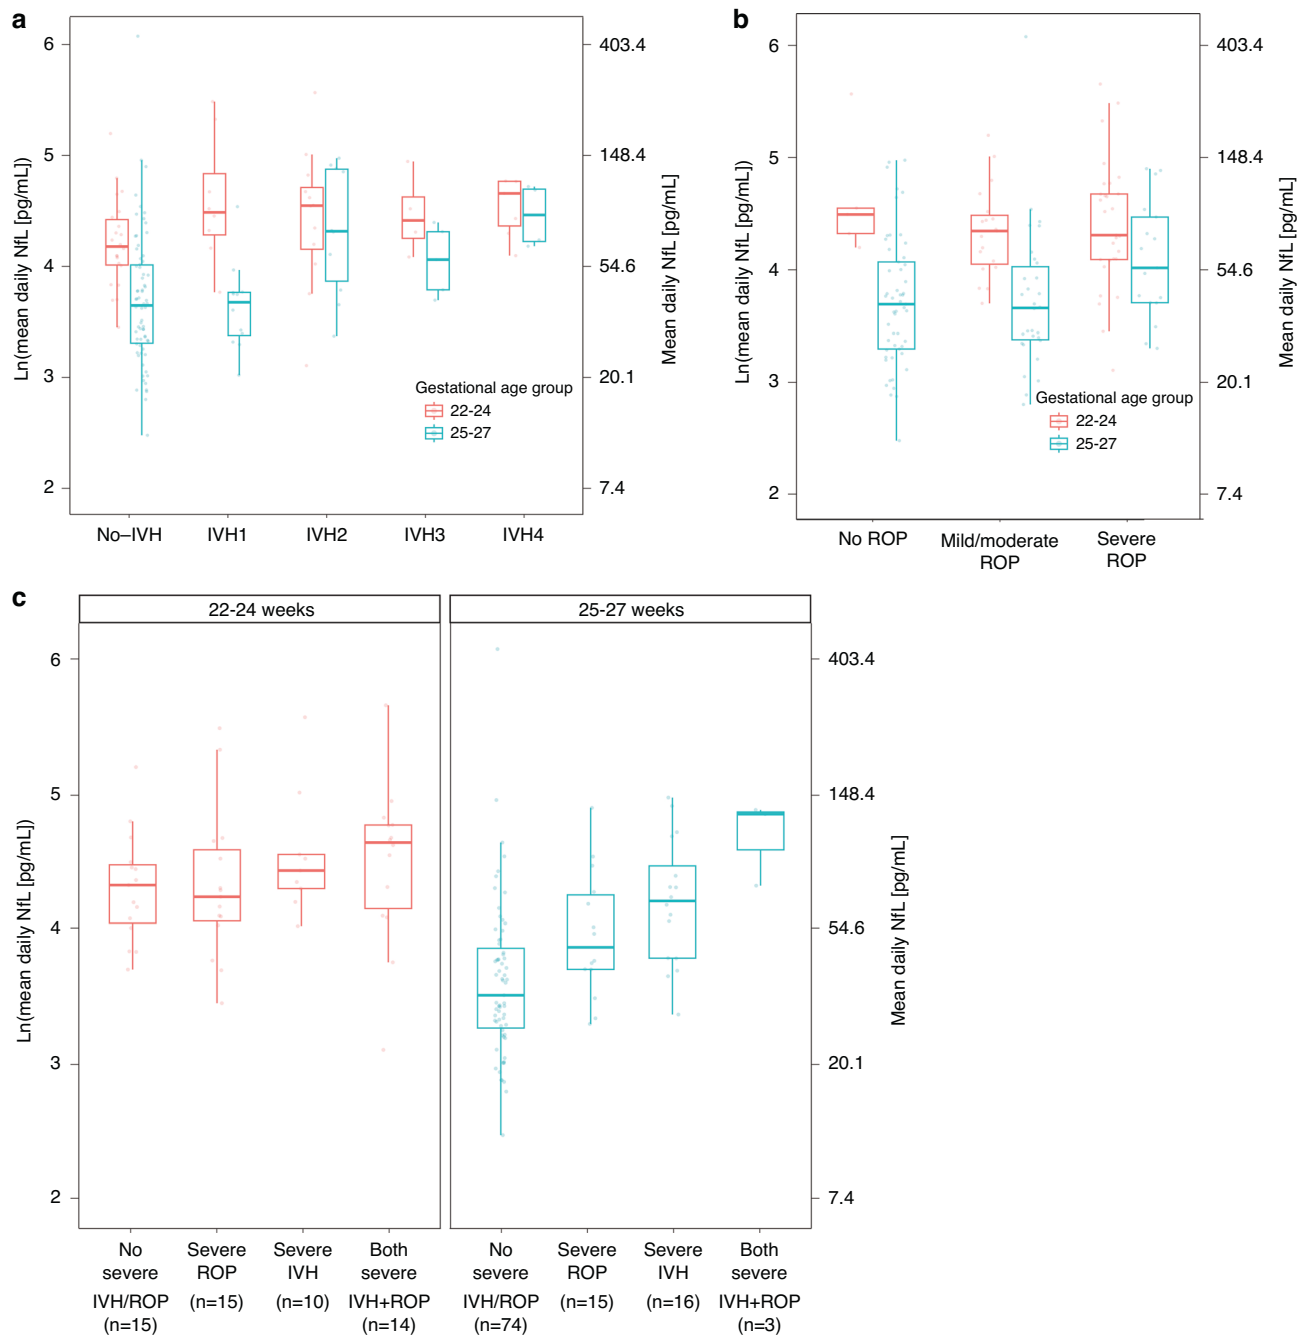 a
6
5
4
3
2
Ln(mean daily NfL [pg/mL])
403.4
148.4
54.6
20.1
7.4
Mean daily NfL [pg/mL]
Gestational age group
22-24
25-27
No–IVH IVH1 IVH2 IVH3 IVH4
b
6
5
4
3
2
Ln(mean daily NfL [pg/mL])
403.4
148.4
54.6
20.1
7.4
Mean daily NfL [pg/mL]
Gestational age group
22-24
25-27
No ROP Mild/moderate Severe
ROP ROP
c
22-24 weeks 25-27 weeks
6
5
4
3
2
Ln(mean daily NfL [pg/mL])
403.4
148.4
54.6
20.1
7.4
Mean daily NfL [pg/mL]
No Severe Severe Both No Severe Severe Both
severe ROP IVH severe severe ROP IVH severe
IVH/ROP (n=15) (n=10) IVH+ROP IVH/ROP (n=15) (n=16) IVH+ROP
(n=15) (n=14) (n=74) (n=3)